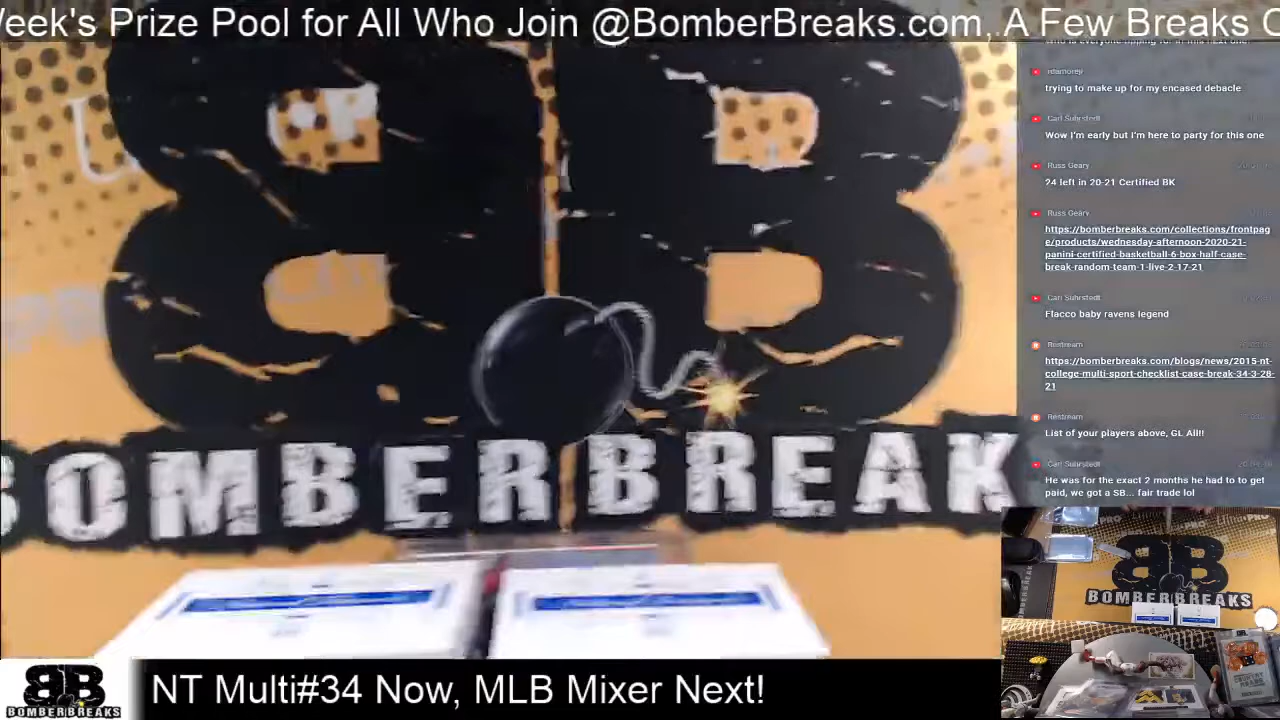 eek's Prize Pool for All Who Join @BomberBreaks.com, A Few Breaks
trying to make up for my encased debacle
Carl Suhrstedt
Wow I'm early but I'm here to party for this one
Russ Geary
24 left in 20-21 Certified BK
Russ Geary
https://bomberbreaks.com/collections/frontpag
e/products/wednesday-afternoon-2020-21-
panini-certified-basketball-6-box-half-case-
break-random-team-1-live-2-17-21
Carl Suhrstedt
Flacco baby ravens legend
Restream
https://bomberbreaks.com/blogs/news/2015-nt-
college-multi-sport-checklist-case-break-34-3-28-
21
Restream
List of your players above, GL All!!
Carl Suhrstedt
He was for the exact 2 months he had to to get
paid, we got a SB... fair trade lol
BB
BOMBERBREAK
BOMBERBREAKS
BB
BOMBERBREAKS
NT Multi#34 Now, MLB Mixer Next!